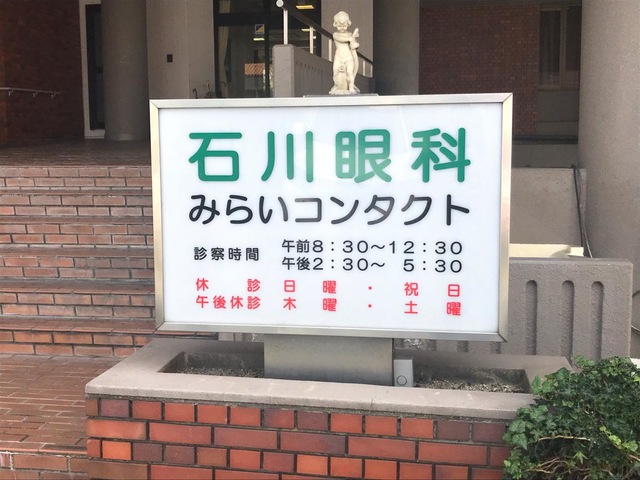 石川眼科
みらいコンタクト
診察時間 午前8:30～12:30
午後2:30～ 5:30
休診 日曜・祝日
午後休診 木曜・土曜